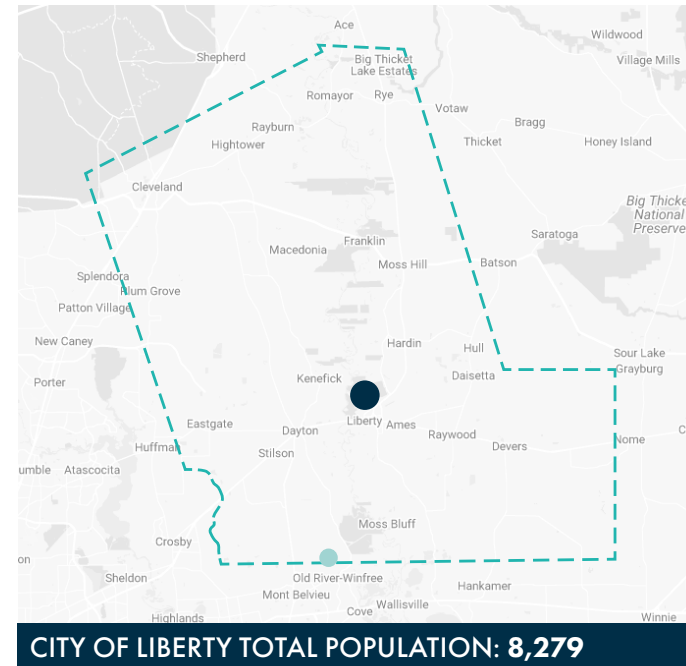 Ace
Wildwood
Shepherd
Big Thicket
Lake Estates
Village Mills
Romayor
Rye
Votaw
Bragg
Rayburn
Hightower
Thicket
Honey Island
Cleveland
Big Thicke
National
Preserve
Saratoga
Franklin
Macedonia
Moss Hill
Batson
Splendora
Plum Grove
Patton Village
New Caney
Hardin
Hull
Sour Lake
Grayburg
Porter
Kenefick
Daisetta
Liberty
Ames
Eastgate
Dayton
Raywood
Nome
C
Huffman
Stilson
Devers
umble
Atascocita
Moss Bluff
Crosby
on
Sheldon
Old River-Winfree
Hankamer
Mont Belvieu
Wallisville
Cove
Highlands
Winnie
CITY OF LIBERTY TOTAL POPULATION: 8,279